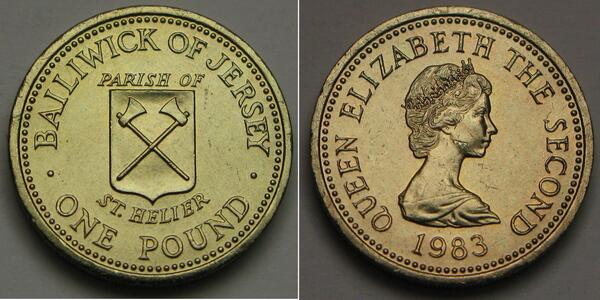 BAILIWICK OF JERSEY
PARISH OF
ST. HELIER
· ONE POUND ·
QUEEN ELIZABETH THE SECOND
1983